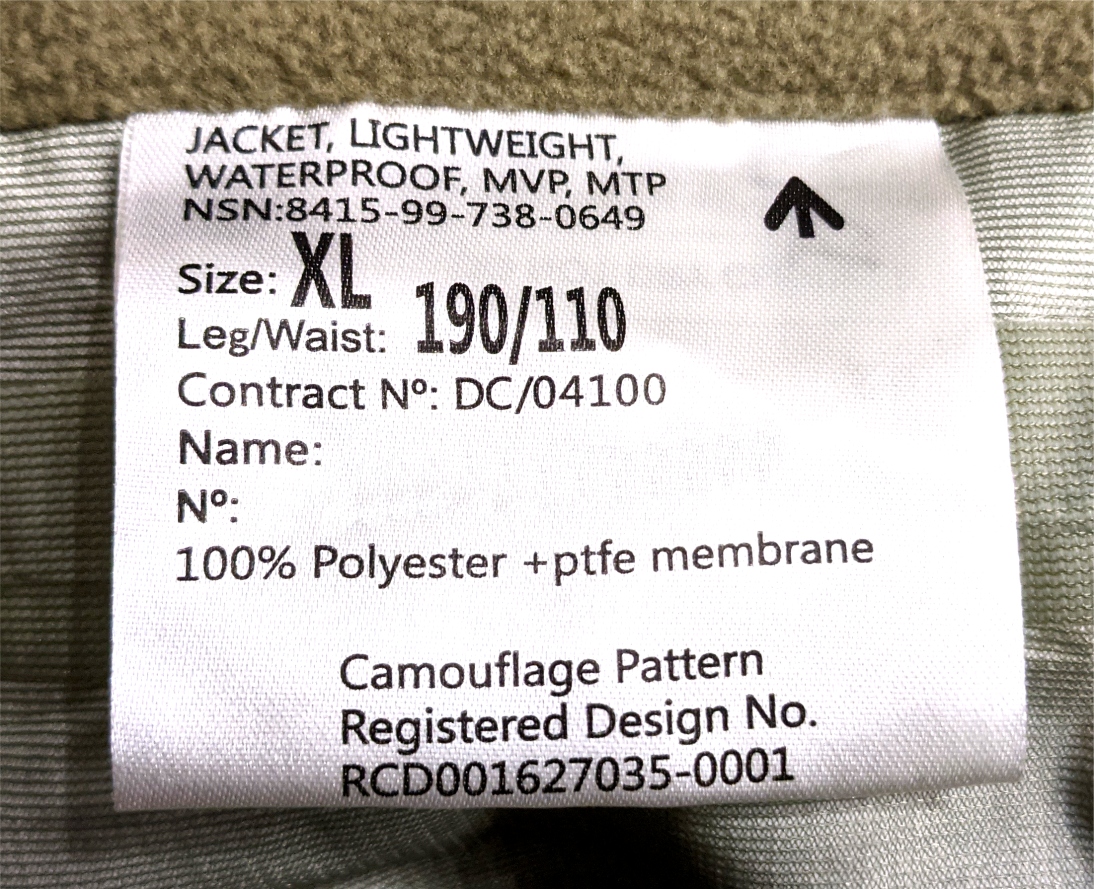 JACKET, LIGHTWEIGHT,
WATERPROOF, MVP, MTP
NSN:8415-99-738-0649
Size: XL
Leg/Waist: 190/110
Contract Nº: DC/04100
Name:
Nº:
100% Polyester +ptfe membrane
Camouflage Pattern
Registered Design No.
RCD001627035-0001